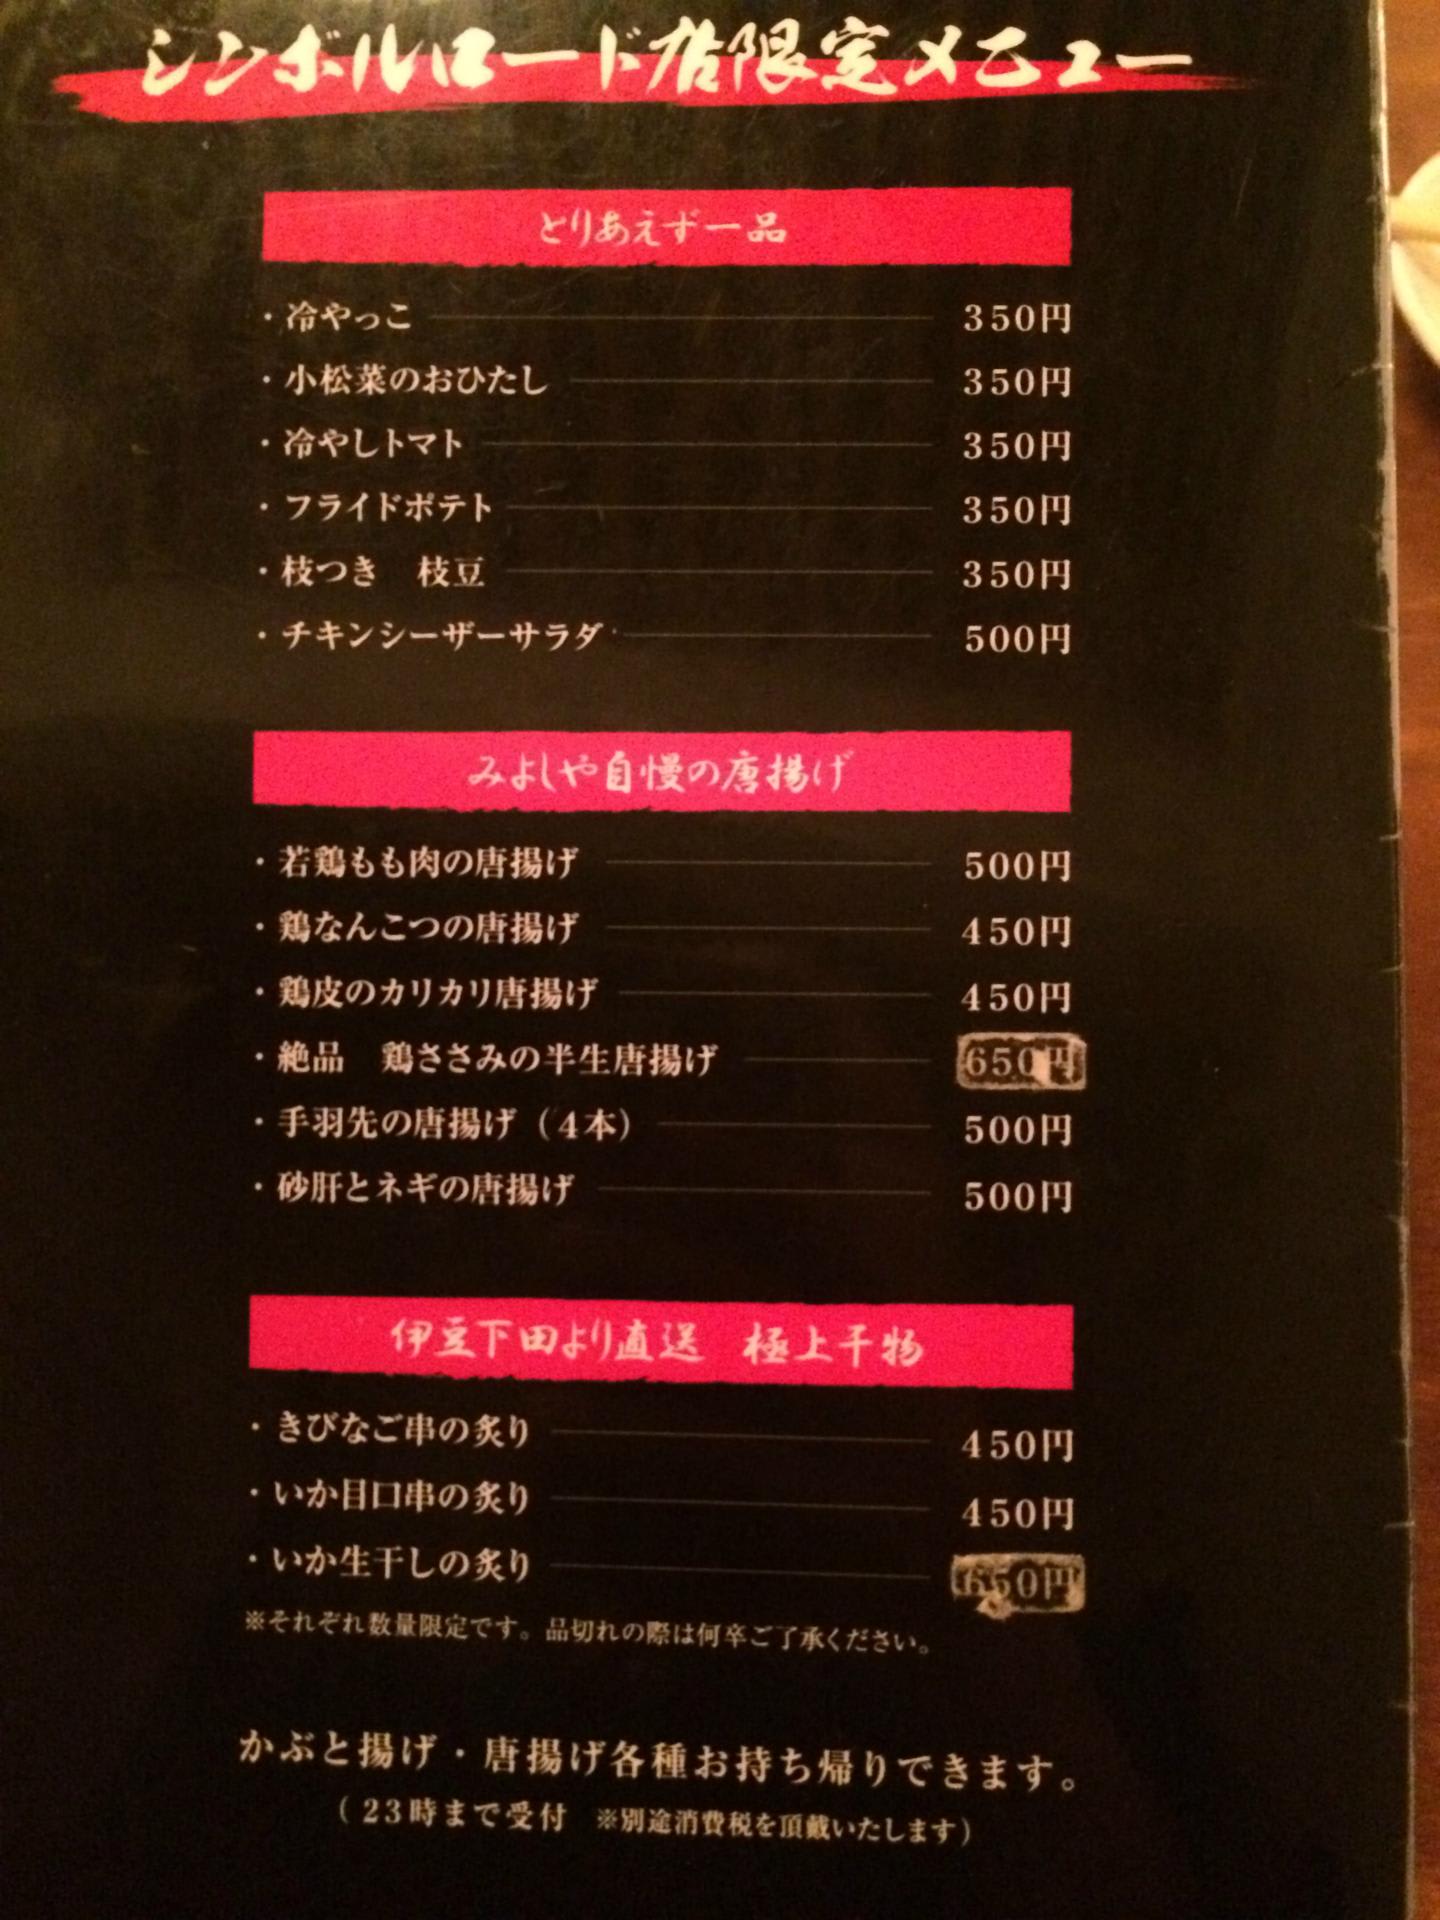 シンボルロード店限定メニュー
とりあえず一品
・冷やっこ 350円
・小松菜のおひたし 350円
・冷やしトマト 350円
・フライドポテト 350円
・枝つき 枝豆 350円
・チキンシーザーサラダ 500円
みよしや自慢の唐揚げ
・若鶏もも肉の唐揚げ 500円
・鶏なんこつの唐揚げ 450円
・鶏皮のカリカリ唐揚げ 450円
・絶品 鶏ささみの半生唐揚げ 650円
・手羽先の唐揚げ（4本） 500円
・砂肝とネギの唐揚げ 500円
伊豆下田より直送 極上干物
・きびなご串の炙り 450円
・いか目口串の炙り 450円
・いか生干しの炙り 650円
※それぞれ数量限定です。品切れの際は何卒ご了承ください。
かぶと揚げ・唐揚げ各種お持ち帰りできます。
（23時まで受付 ※別途消費税を頂戴いたします）